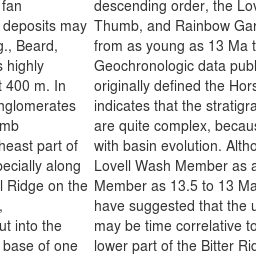 fan
deposits may
g., Beard,
s highly
t 400 m. In
nglomerates
mb
heast part of
pecially along
l Ridge on the
,
ut into the
base of one
descending order, the Lov
Thumb, and Rainbow Gar
from as young as 13 Ma t
Geochronologic data publ
originally defined the Hors
indicates that the stratigra
are quite complex, becaus
with basin evolution. Altho
Lovell Wash Member as a
Member as 13.5 to 13 Ma
have suggested that the u
may be time correlative to
lower part of the Bitter Rid